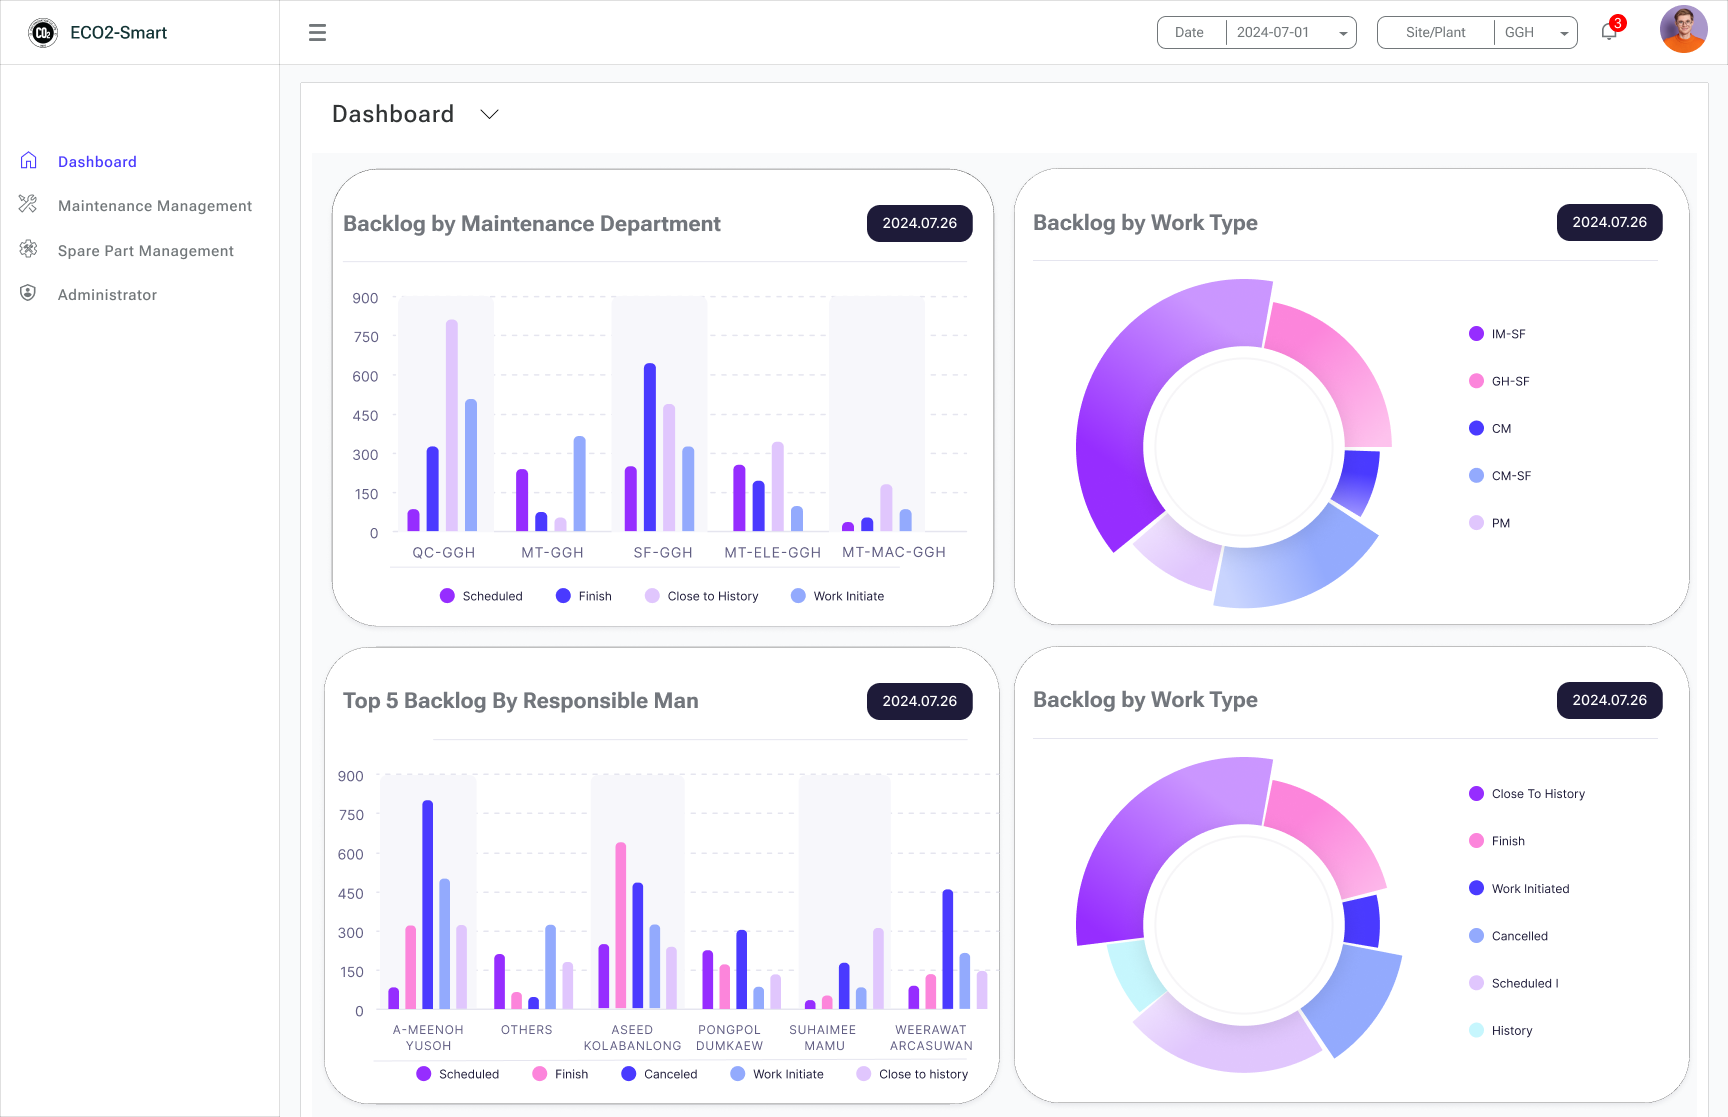 CO2
ECO2-Smart
Date
2024-07-01
Site/Plant
GGH
3
Dashboard
Maintenance Management
Spare Part Management
Administrator
Dashboard
Backlog by Maintenance Department
2024.07.26
900
750
600
450
300
150
0
QC-GGH
MT-GGH
SF-GGH
MT-ELE-GGH
MT-MAC-GGH
Scheduled
Finish
Close to History
Work Initiate
Backlog by Work Type
2024.07.26
IM-SF
GH-SF
CM
CM-SF
PM
Top 5 Backlog By Responsible Man
2024.07.26
900
750
600
450
300
150
0
A-MEENOH
YUSOH
OTHERS
ASEED
KOLABANLONG
PONGPOL
DUMKAEW
SUHAIMEE
MAMU
WEERAWAT
ARCASUWAN
Scheduled
Finish
Canceled
Work Initiate
Close to history
Backlog by Work Type
2024.07.26
Close To History
Finish
Work Initiated
Cancelled
Scheduled I
History